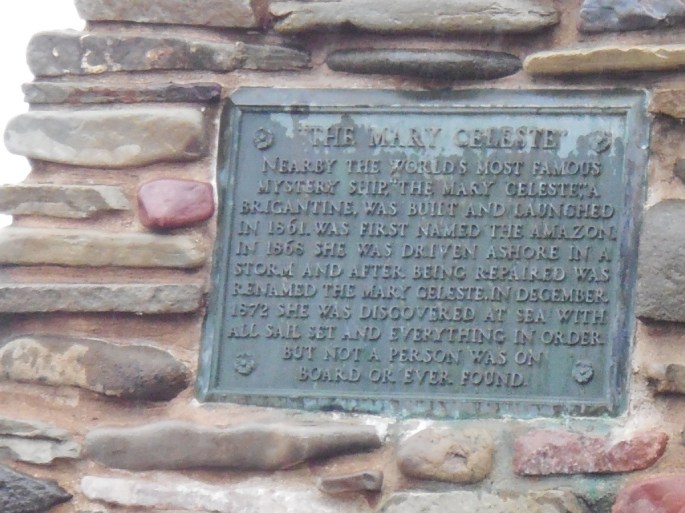 "THE MARY CELESTE"
NEARBY THE WORLD'S MOST FAMOUS
MYSTERY SHIP, "THE MARY CELESTE", A
BRIGANTINE, WAS BUILT AND LAUNCHED
IN 1861. WAS FIRST NAMED THE AMAZON.
IN 1868 SHE WAS DRIVEN ASHORE IN A
STORM AND AFTER BEING REPAIRED WAS
RENAMED THE MARY CELESTE. IN DECEMBER
1872 SHE WAS DISCOVERED AT SEA WITH
ALL SAIL SET AND EVERYTHING IN ORDER
BUT NOT A PERSON WAS ON
BOARD OR EVER FOUND.